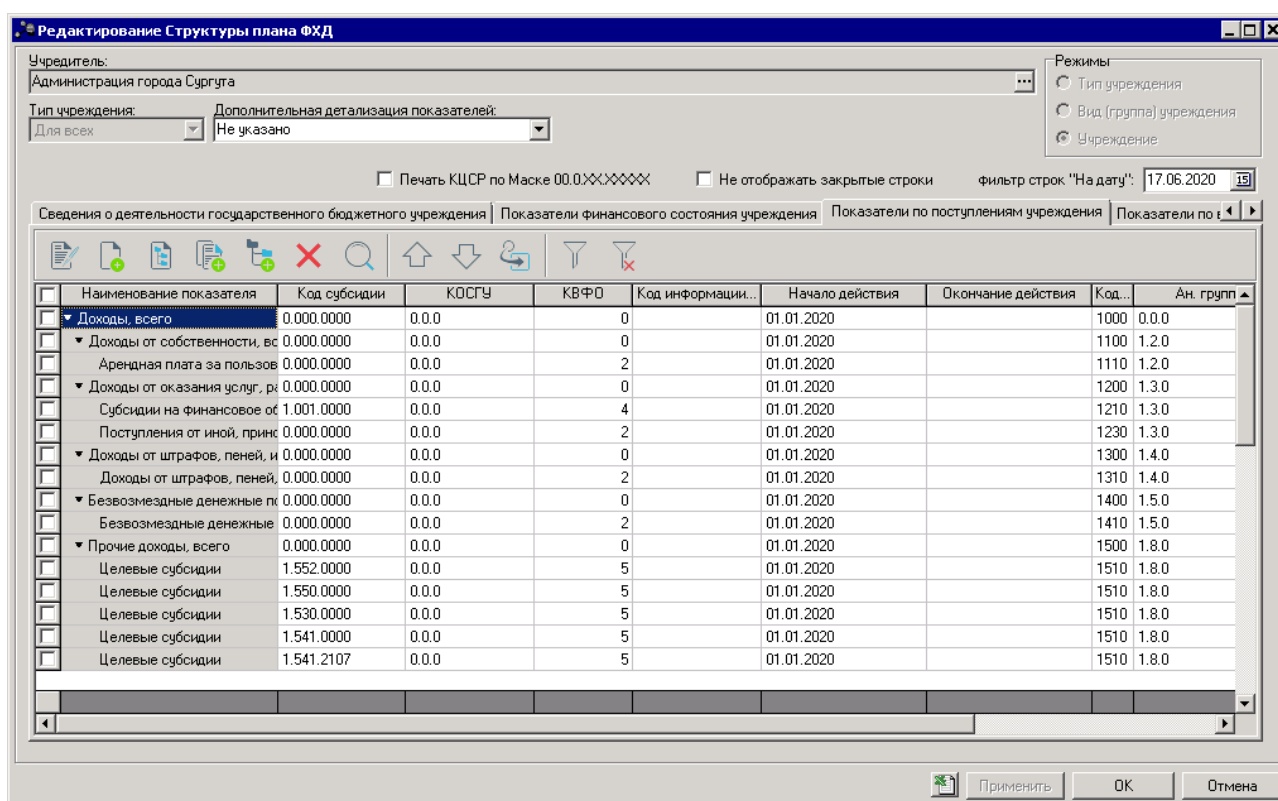 Редактирование Структуры плана ФХД
Учредитель:
Администрация города Сургута
...
Режимы
Тип учреждения
Вид (группа) учреждения
Учреждение
Тип учреждения:
Дополнительная детализация показателей:
Для всех
Не указано
Печать КЦСР по Маске 00.0.XX.XXXXX
Не отображать закрытые строки
Фильтр строк "На дату":
17.06.2020
15
Сведения о деятельности государственного бюджетного учреждения
Показатели финансового состояния учреждения
Показатели по поступлениям учреждения
Показатели по
Наименование показателя Код субсидии КОСГУ КВФО Код информации... Начало действия Окончание действия Код... Ан. групп
Доходы, всего 0.000.0000 0.0.0 0 01.01.2020 1000 0.0.0
Доходы от собственности, вс 0.000.0000 0.0.0 0 01.01.2020 1100 1.2.0
Арендная плата за пользов 0.000.0000 0.0.0 2 01.01.2020 1110 1.2.0
Доходы от оказания услуг, ра 0.000.0000 0.0.0 0 01.01.2020 1200 1.3.0
Субсидии на финансовое об 1.001.0000 0.0.0 4 01.01.2020 1210 1.3.0
Поступления от иной, принс 0.000.0000 0.0.0 2 01.01.2020 1230 1.3.0
Доходы от штрафов, пеней, и 0.000.0000 0.0.0 0 01.01.2020 1300 1.4.0
Доходы от штрафов, пеней, 0.000.0000 0.0.0 2 01.01.2020 1310 1.4.0
Безвозмездные денежные по 0.000.0000 0.0.0 0 01.01.2020 1400 1.5.0
Безвозмездные денежные 0.000.0000 0.0.0 2 01.01.2020 1410 1.5.0
Прочие доходы, всего 0.000.0000 0.0.0 0 01.01.2020 1500 1.8.0
Целевые субсидии 1.552.0000 0.0.0 5 01.01.2020 1510 1.8.0
Целевые субсидии 1.550.0000 0.0.0 5 01.01.2020 1510 1.8.0
Целевые субсидии 1.530.0000 0.0.0 5 01.01.2020 1510 1.8.0
Целевые субсидии 1.541.0000 0.0.0 5 01.01.2020 1510 1.8.0
Целевые субсидии 1.541.2107 0.0.0 5 01.01.2020 1510 1.8.0
Применить
OK
Отмена